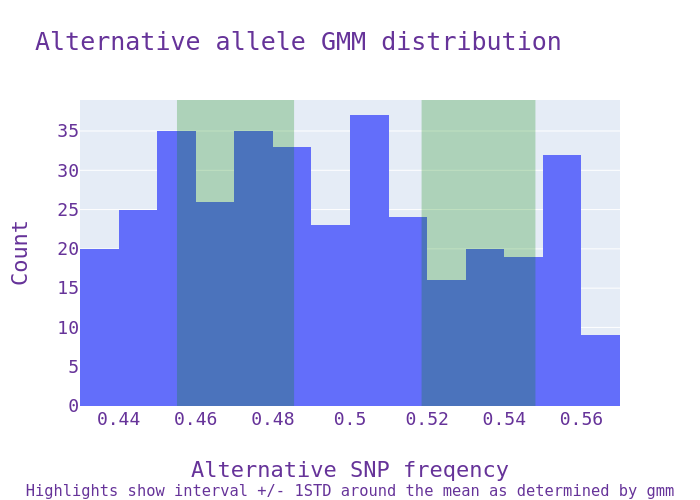 Alternative allele GMM distribution
35
30
25
20
15
10
5
0
Count
0.44 0.46 0.48 0.5 0.52 0.54 0.56
Alternative SNP freqency
Highlights show interval +/- 1STD around the mean as determined by gmm